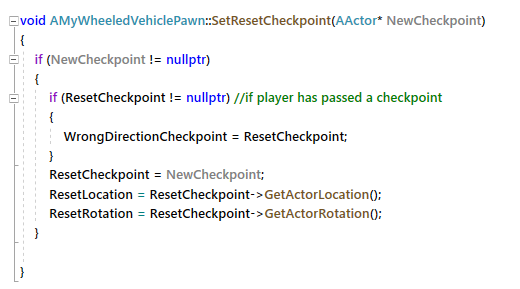 void AMyWheeledVehiclePawn::SetResetCheckpoint(AActor* NewCheckpoint)
{
if (NewCheckpoint != nullptr)
{
if (ResetCheckpoint != nullptr) //if player has passed a checkpoint
{
WrongDirectionCheckpoint = ResetCheckpoint;
}
ResetCheckpoint = NewCheckpoint;
ResetLocation = ResetCheckpoint->GetActorLocation();
ResetRotation = ResetCheckpoint->GetActorRotation();
}
}